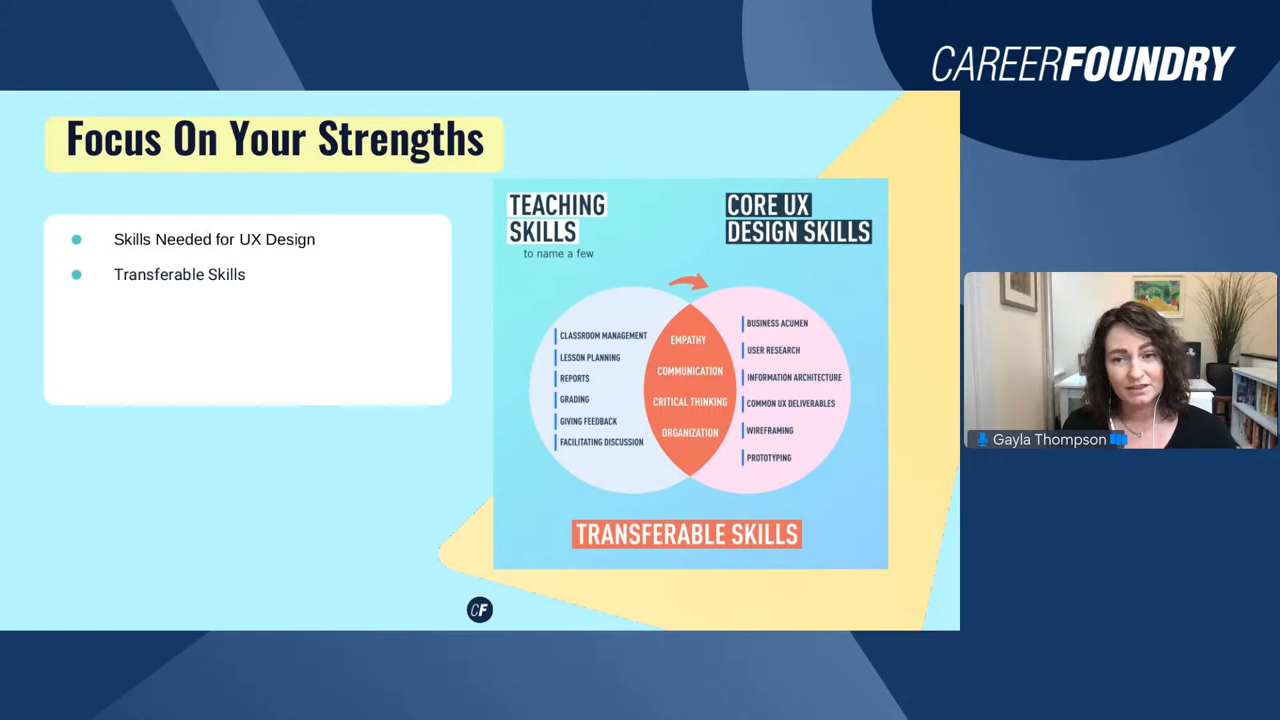 CAREERFOUNDRY
Focus On Your Strengths
Skills Needed for UX Design
Transferable Skills
TEACHING
SKILLS
to name a few
CORE UX
DESIGN SKILLS
CLASSROOM MANAGEMENT
LESSON PLANNING
REPORTS
GRADING
GIVING FEEDBACK
FACILITATING DISCUSSION
EMPATHY
COMMUNICATION
CRITICAL THINKING
ORGANIZATION
BUSINESS ACUMEN
USER RESEARCH
INFORMATION ARCHITECTURE
COMMON UX DELIVERABLES
WIREFRAMING
PROTOTYPING
TRANSFERABLE SKILLS
CF
Gayla Thompson